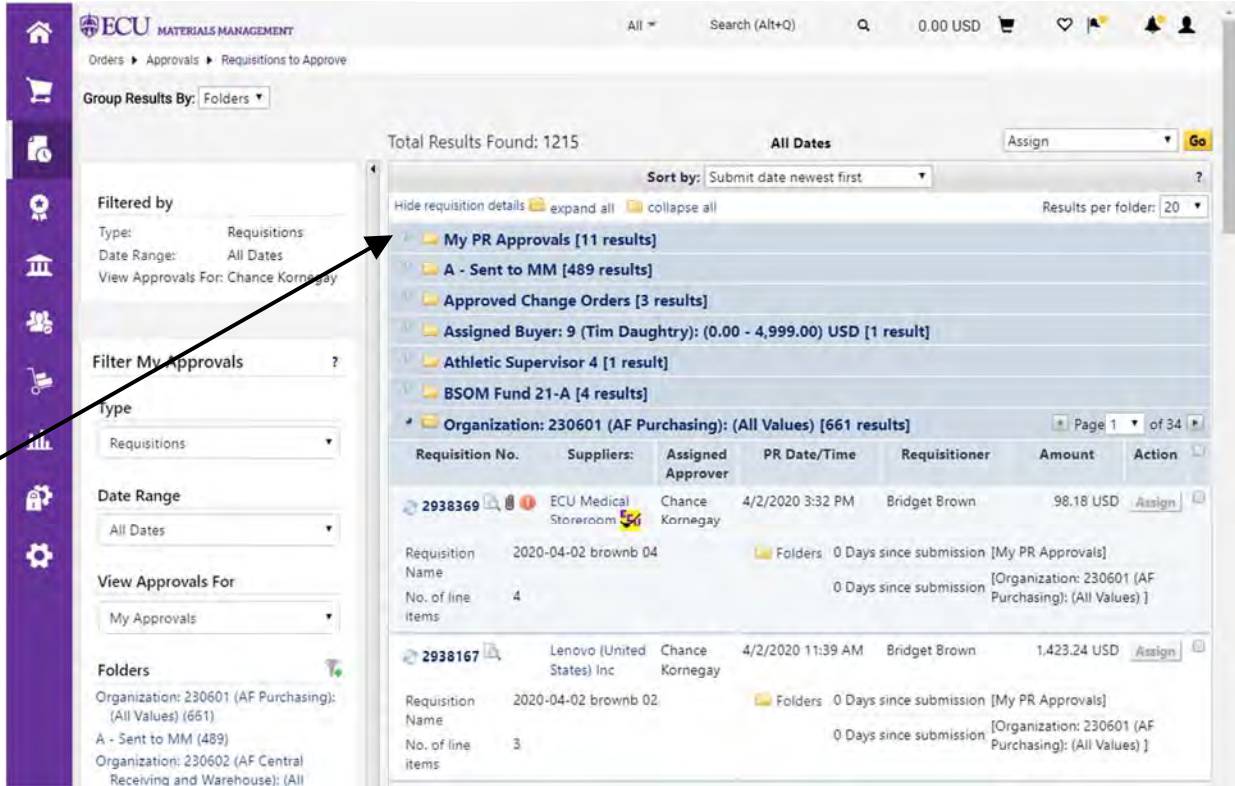 ECU MATERIALS MANAGEMENT All Search (Alt+Q) 0.00 USD
Orders Approvals Requisitions to Approve
Group Results By: Folders
Total Results Found: 1215 All Dates Assign Go
Sort by: Submit date newest first ?
Hide requisition details expand all collapse all Results per folder: 20
Filtered by
Type: Requisitions
Date Range: All Dates
View Approvals For: Chance Kornegay
Filter My Approvals ?
Type
Requisitions
Date Range
All Dates
View Approvals For
My Approvals
Folders
Organization: 230601 (AF Purchasing):
(All Values) (661)
A - Sent to MM (489)
Organization: 230602 (AF Central
Receiving and Warehouse): (All
My PR Approvals [11 results]
A - Sent to MM [489 results]
Approved Change Orders [3 results]
Assigned Buyer: 9 (Tim Daughtry): (0.00 - 4,999.00) USD [1 result]
Athletic Supervisor 4 [1 result]
BSOM Fund 21-A [4 results]
Organization: 230601 (AF Purchasing): (All Values) [661 results] Page 1 of 34
Requisition No. Suppliers: Assigned Approver PR Date/Time Requisitioner Amount Action
2938369 ECU Medical Storeroom Chance Kornegay 4/2/2020 3:32 PM Bridget Brown 98.18 USD Assign
Requisition Name 2020-04-02 brownb 04 Folders 0 Days since submission [My PR Approvals]
No. of line items 4 0 Days since submission [Organization: 230601 (AF Purchasing): (All Values) ]
2938167 Lenovo (United States) Inc Chance Kornegay 4/2/2020 11:39 AM Bridget Brown 1,423.24 USD Assign
Requisition Name 2020-04-02 brownb 02 Folders 0 Days since submission [My PR Approvals]
No. of line items 3 0 Days since submission [Organization: 230601 (AF Purchasing): (All Values) ]